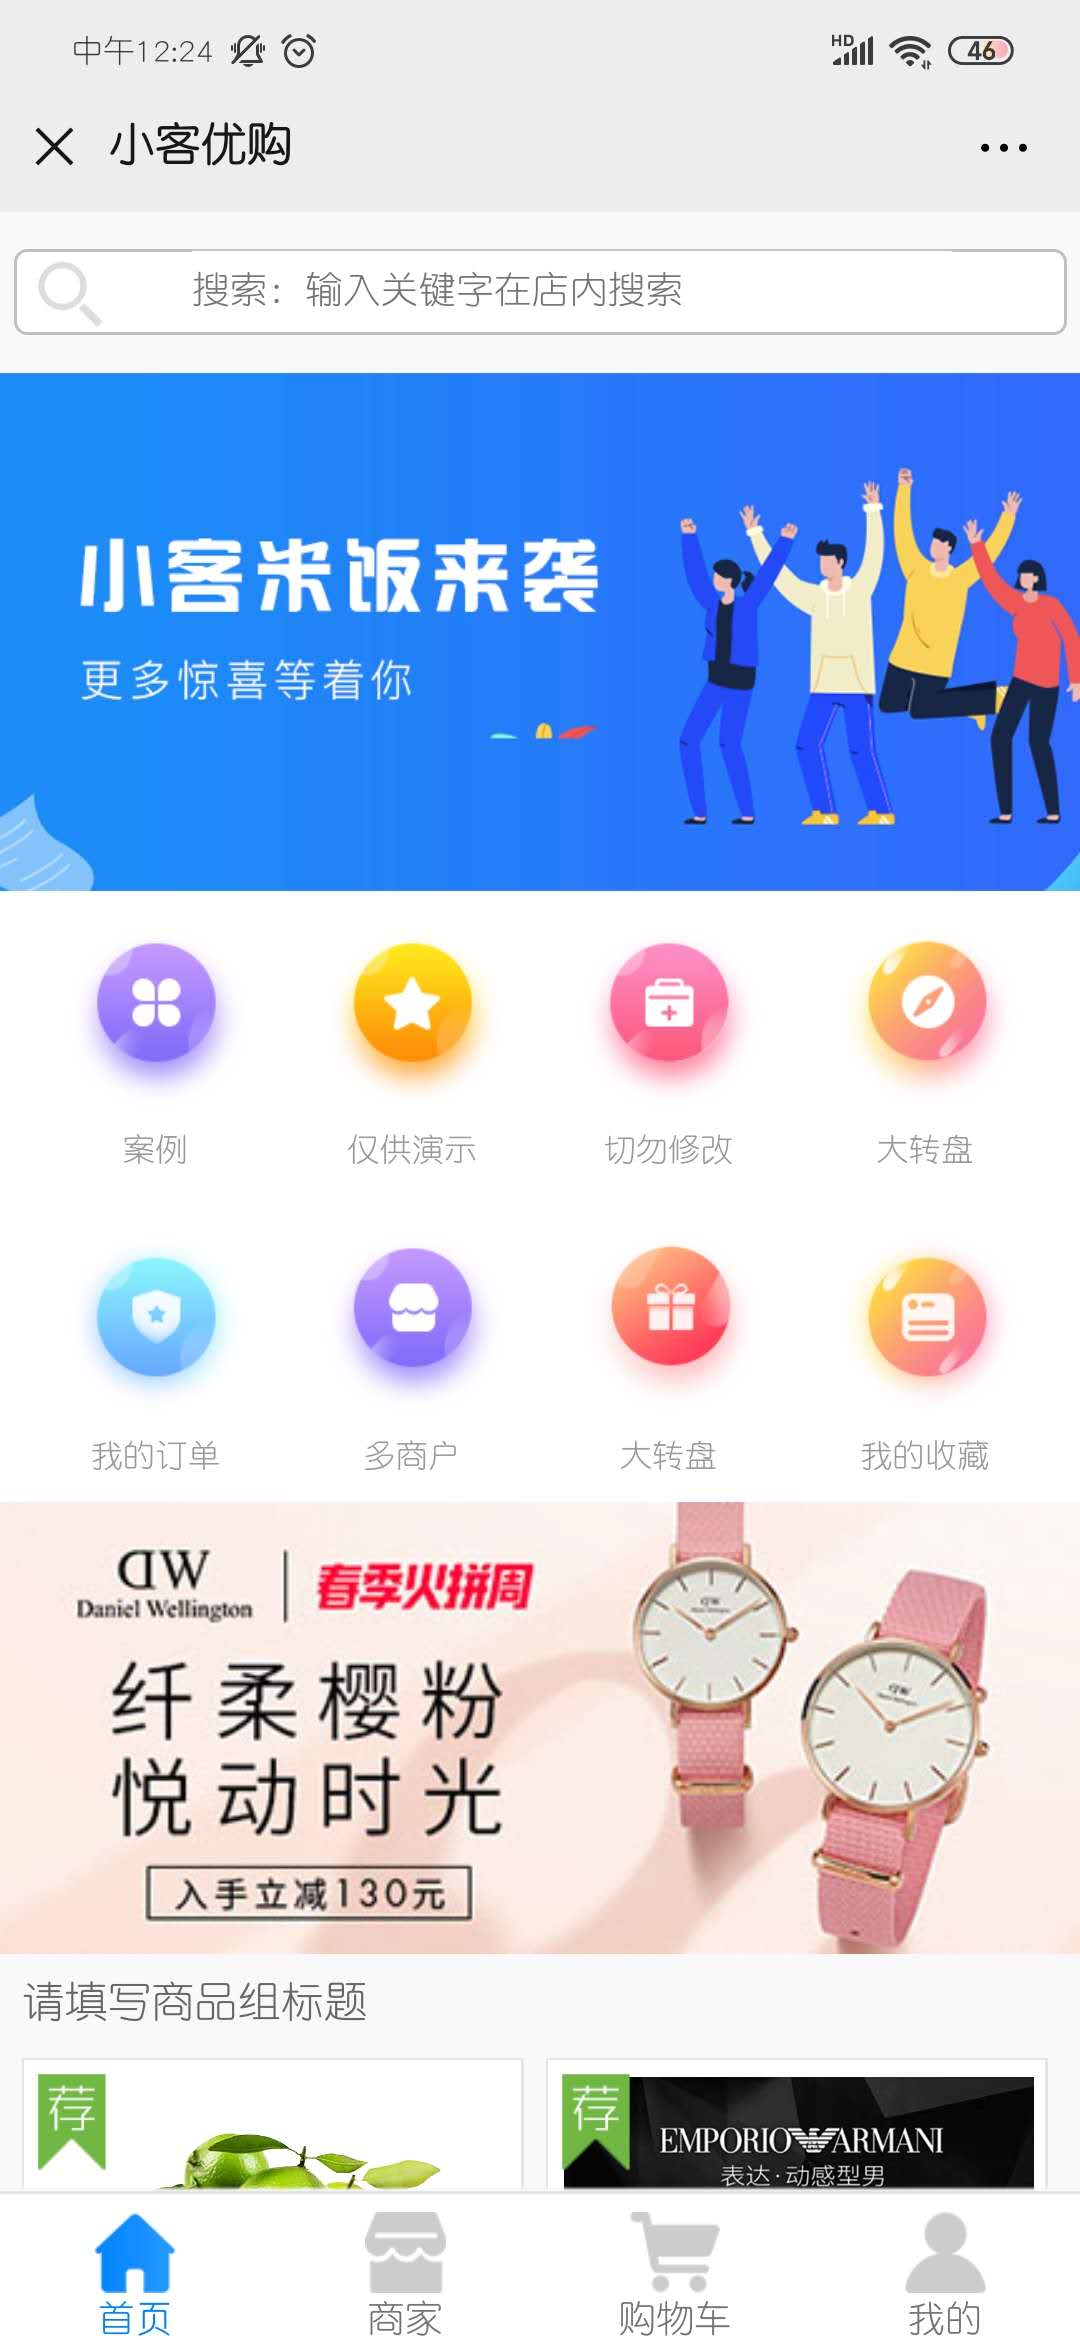 中午12:24
HD
46
小客优购
搜索：输入关键字在店内搜索
小客米饭来袭
更多惊喜等着你
案例
仅供演示
切勿修改
大转盘
我的订单
多商户
大转盘
我的收藏
DW
Daniel Wellington
春季火拼周
纤柔樱粉
悦动时光
入手立减130元
请填写商品组标题
荐
荐
EMPORIO ARMANI
表达·动感型男
首页
商家
购物车
我的